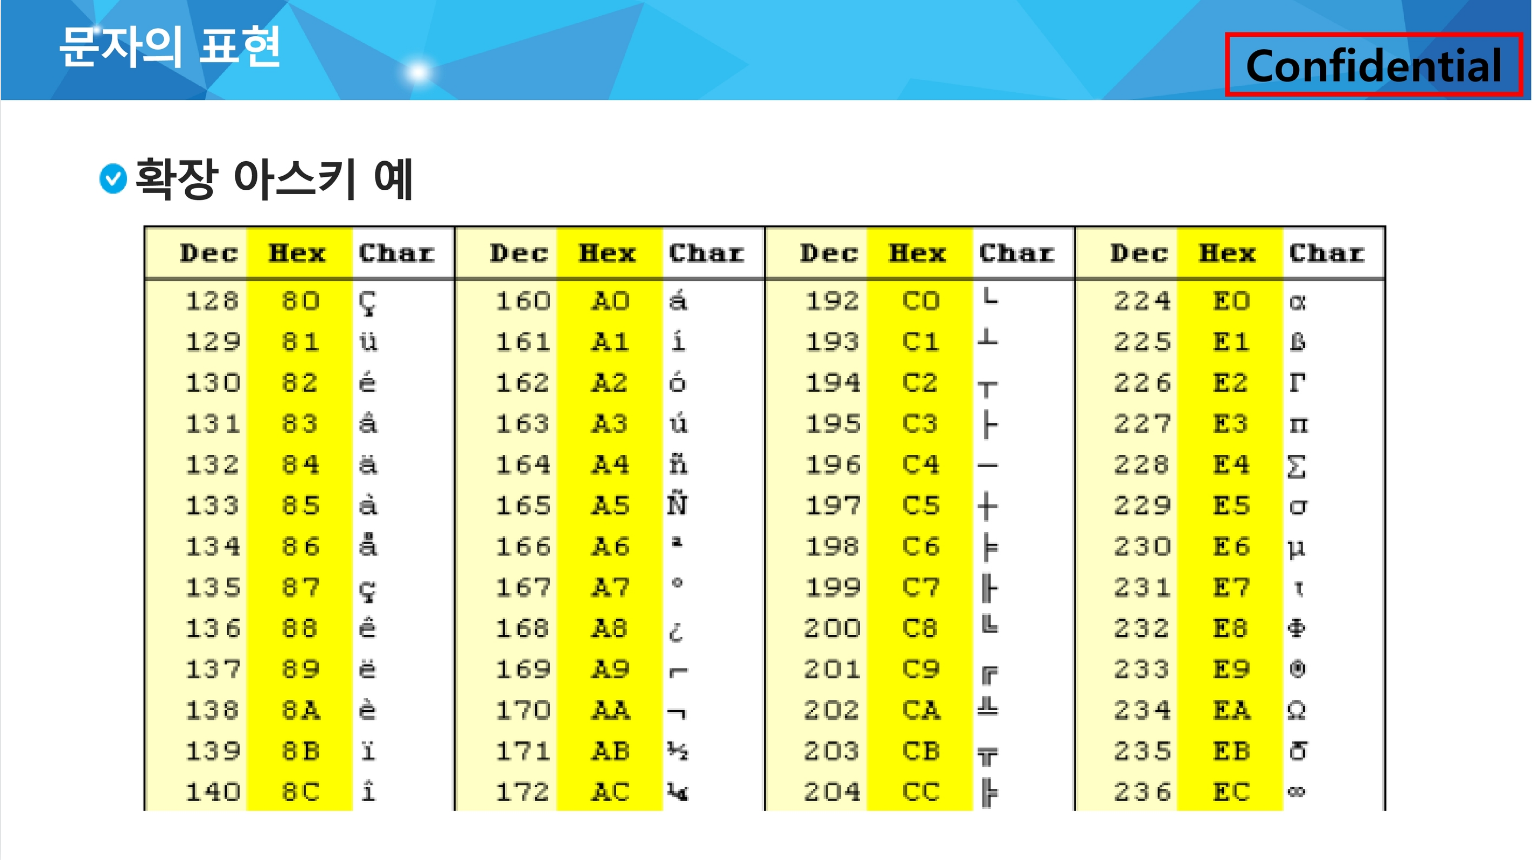 문자의 표현
Confidential
확장 아스키 예
Dec Hex Char Dec Hex Char Dec Hex Char Dec Hex Char
128 80 Ç 160 A0 á 192 C0 └ 224 E0 α
129 81 ü 161 A1 í 193 C1 ┴ 225 E1 ß
130 82 é 162 A2 ó 194 C2 ┬ 226 E2 Γ
131 83 â 163 A3 ú 195 C3 ├ 227 E3 π
132 84 ä 164 A4 ñ 196 C4 ─ 228 E4 Σ
133 85 à 165 A5 Ñ 197 C5 ┼ 229 E5 σ
134 86 å 166 A6 ª 198 C6 ╞ 230 E6 µ
135 87 ç 167 A7 º 199 C7 ╟ 231 E7 τ
136 88 ê 168 A8 ¿ 200 C8 ╚ 232 E8 Φ
137 89 ë 169 A9 ⌐ 201 C9 ╔ 233 E9 Θ
138 8A è 170 AA ¬ 202 CA ╩ 234 EA Ω
139 8B ï 171 AB ½ 203 CB ╦ 235 EB δ
140 8C î 172 AC ¼ 204 CC ╠ 236 EC ∞